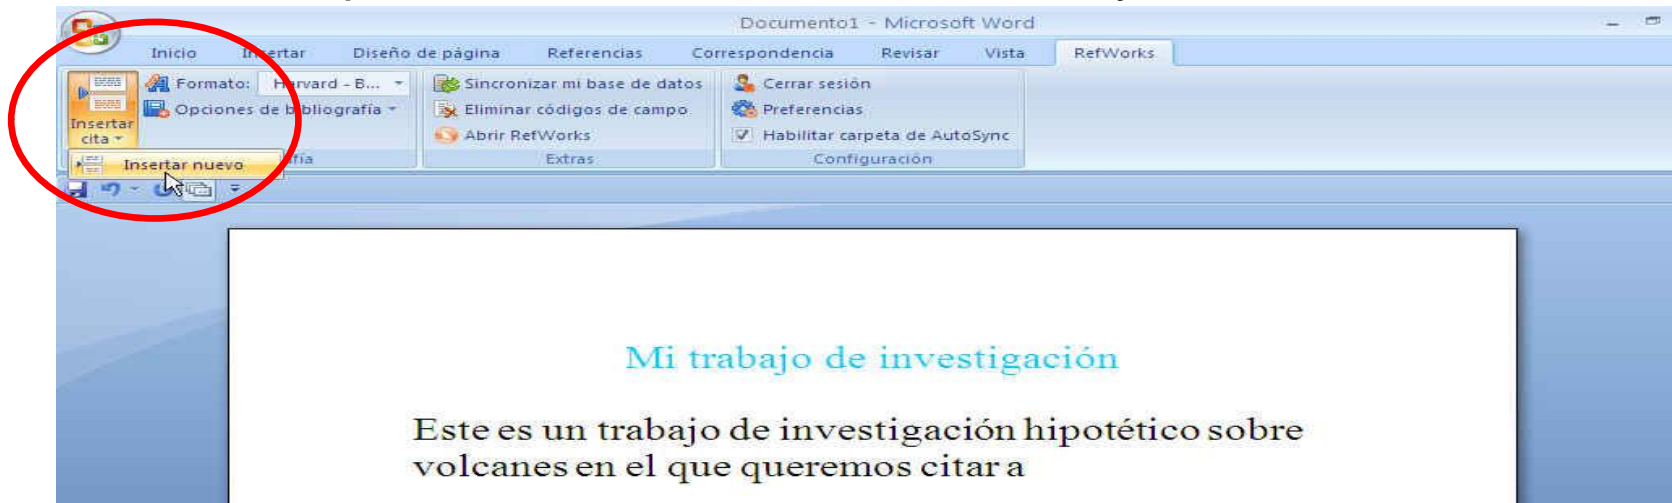 Documento1 - Microsoft Word
Inicio Insertar Diseño de página Referencias Correspondencia Revisar Vista RefWorks
Formato: Harvard - B... Sincronizar mi base de datos Cerrar sesión
Opciones de bibliografía Eliminar códigos de campo Preferencias
Insertar cita Abrir RefWorks Habilitar carpeta de AutoSync
Insertar nuevo Extras Configuración
Mi trabajo de investigación
Este es un trabajo de investigación hipotético sobre
volcanes en el que queremos citar a